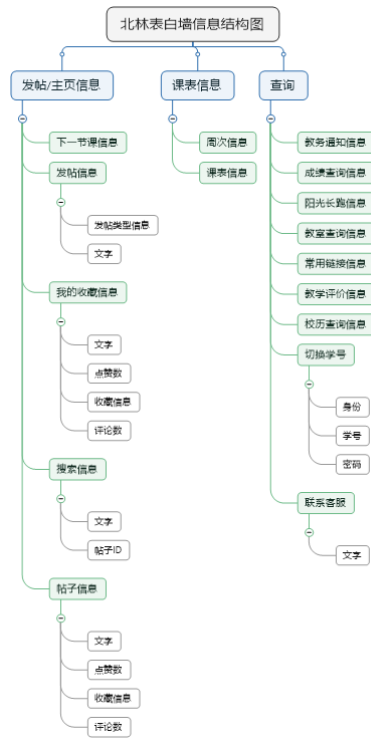 北林表白墙信息结构图
发帖/主页信息
下一节课信息
发帖信息
发帖类型信息
文字
我的收藏信息
文字
点赞数
收藏信息
评论数
搜索信息
文字
帖子ID
帖子信息
文字
点赞数
收藏信息
评论数
课表信息
周次信息
课表信息
查询
教务通知信息
成绩查询信息
阳光长跑信息
教室查询信息
常用链接信息
教学评价信息
校历查询信息
切换学号
身份
学号
密码
联系客服
文字